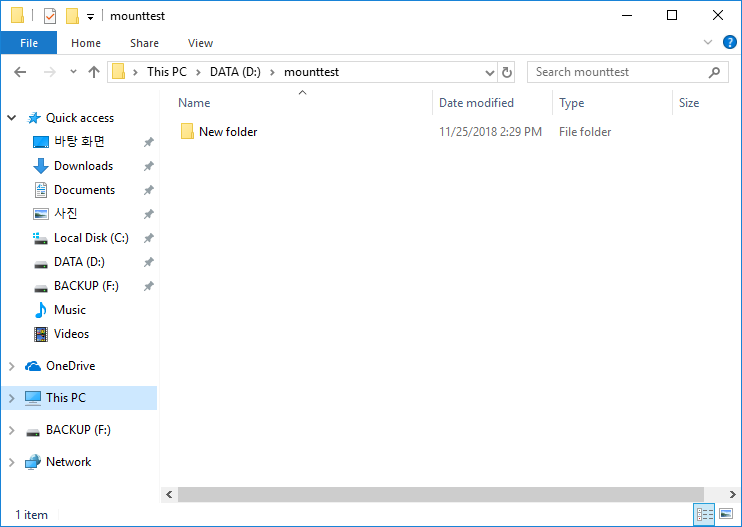 mounttest
File Home Share View
This PC DATA (D:) mounttest Search mounttest
Name Date modified Type Size
New folder 11/25/2018 2:29 PM File folder
Quick access
바탕 화면
Downloads
Documents
사진
Local Disk (C:)
DATA (D:)
BACKUP (F:)
Music
Videos
OneDrive
This PC
BACKUP (F:)
Network
1 item